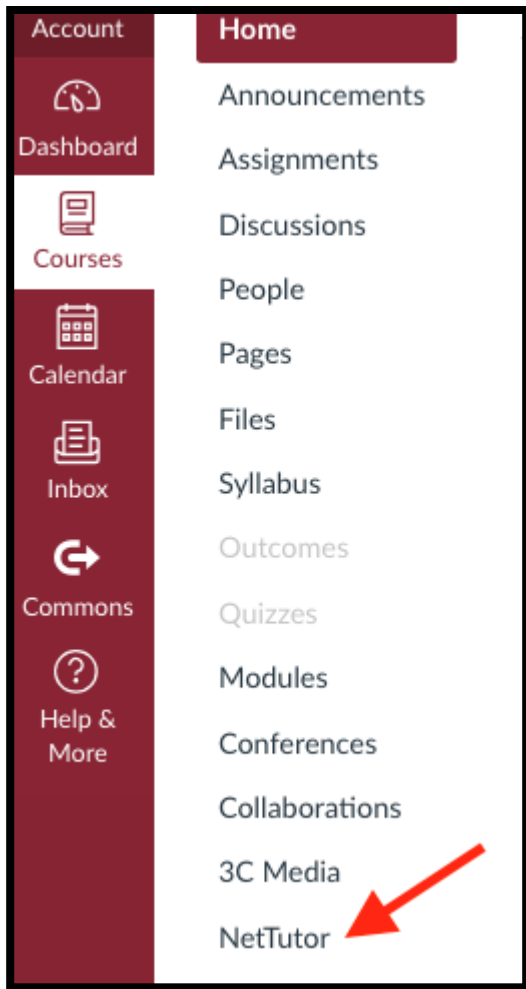 Account
Dashboard
Courses
Calendar
Inbox
Commons
Help &
More
Home
Announcements
Assignments
Discussions
People
Pages
Files
Syllabus
Outcomes
Quizzes
Modules
Conferences
Collaborations
3C Media
NetTutor